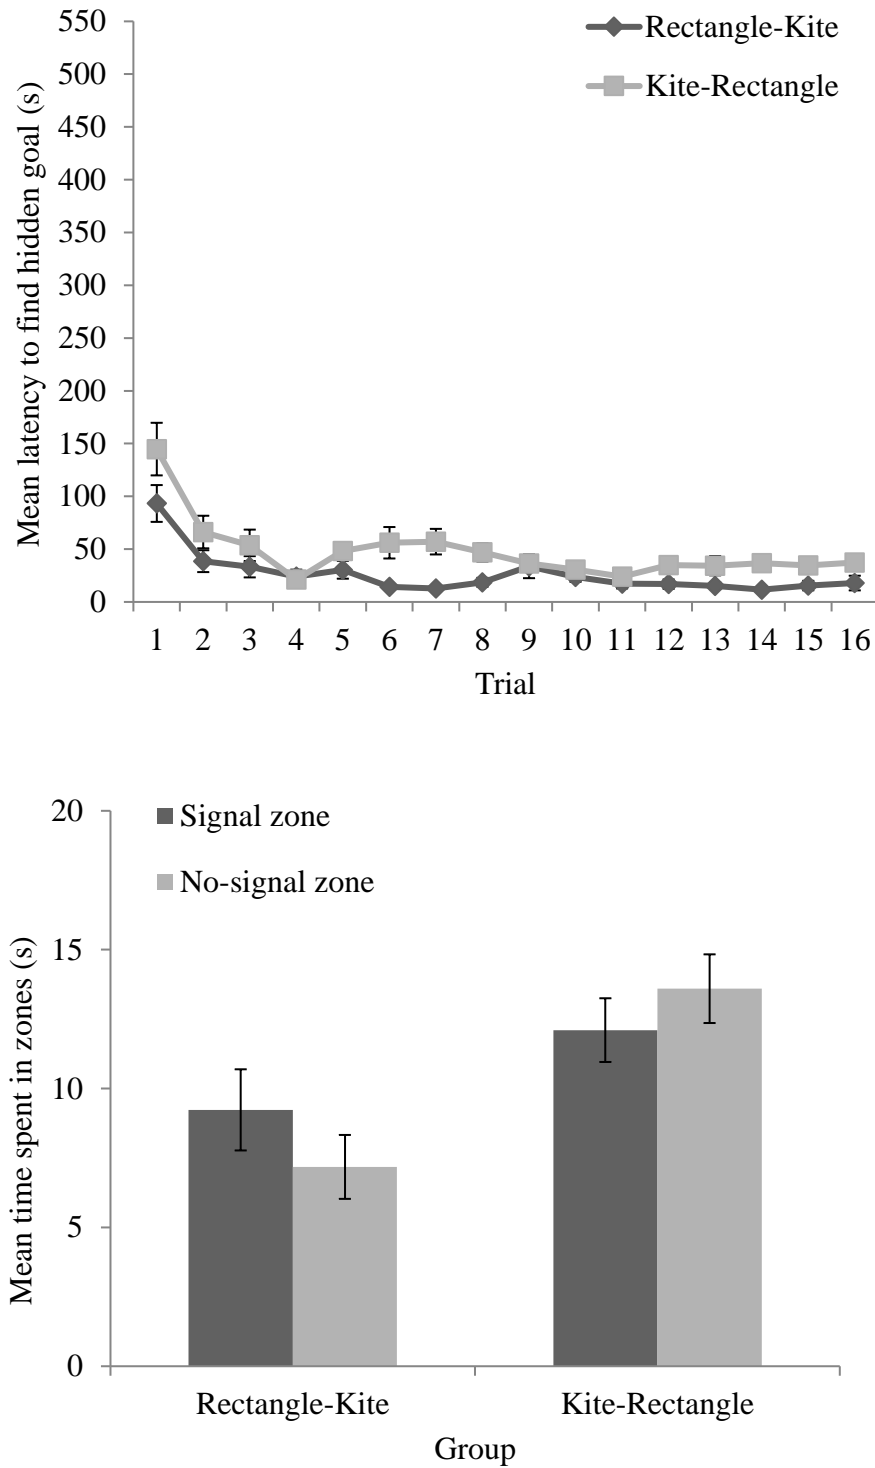 Rectangle-Kite
Kite-Rectangle
Mean latency to find hidden goal (s)
550
500
450
400
350
300
250
200
150
100
50
0
1 2 3 4 5 6 7 8 9 10 11 12 13 14 15 16
Trial
Signal zone
No-signal zone
Mean time spent in zones (s)
20
15
10
5
0
Rectangle-Kite Kite-Rectangle
Group